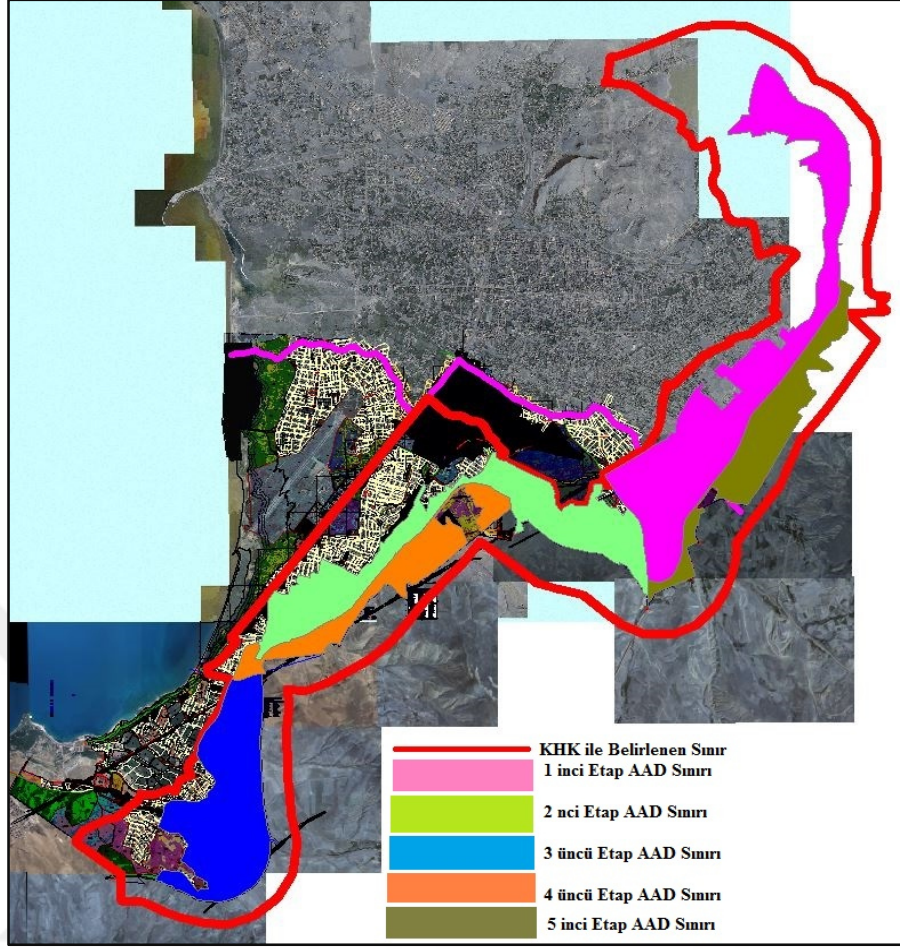 KHK ile Belirlenen Sınır
1 inci Etap AAD Sınırı
2 nci Etap AAD Sınırı
3 üncü Etap AAD Sınırı
4 üncü Etap AAD Sınırı
5 inci Etap AAD Sınırı